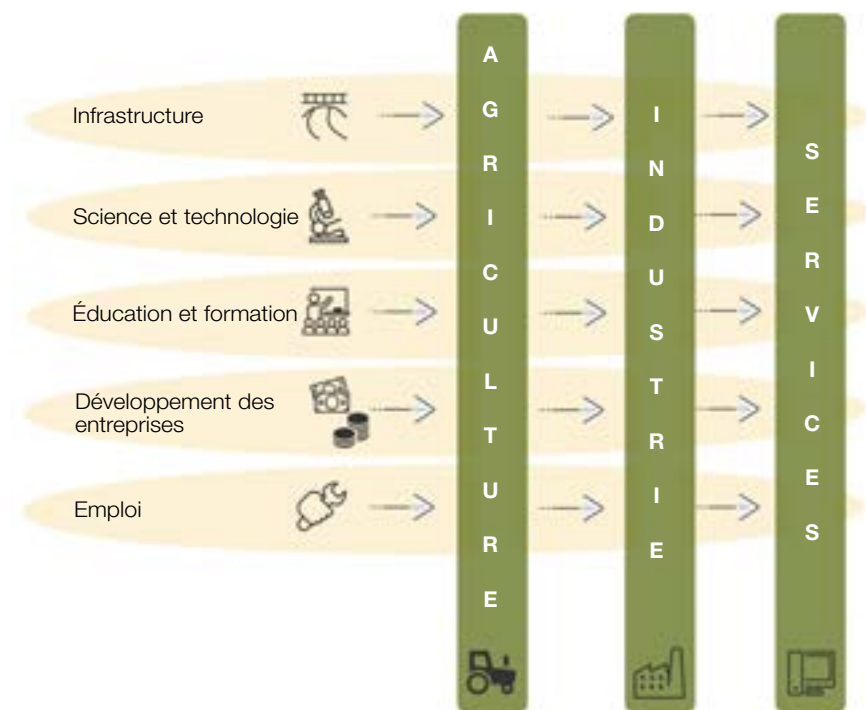 AGRICULTURE
INDUSTRIE
SERVICES
Infrastructure
Science et technologie
Éducation et formation
Développement des
entreprises
Emploi